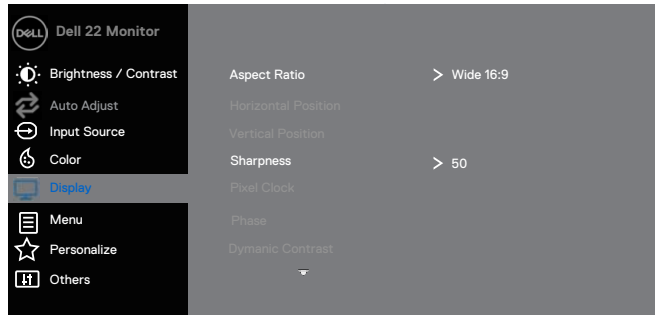 DELL Dell 22 Monitor
Brightness / Contrast
Auto Adjust
Input Source
Color
Display
Menu
Personalize
Others
Aspect Ratio > Wide 16:9
Horizontal Position
Vertical Position
Sharpness > 50
Pixel Clock
Phase
Dymanic Contrast